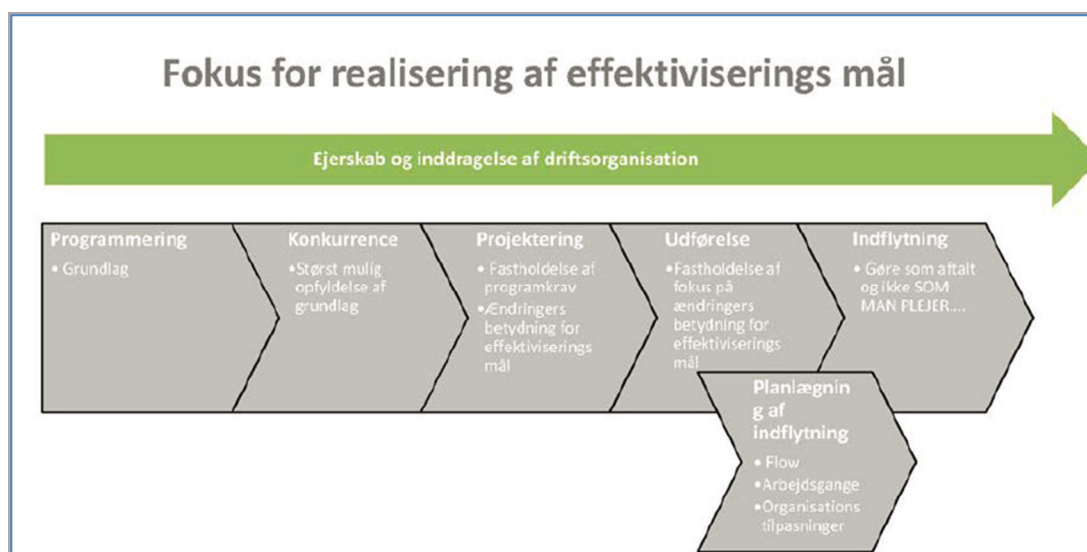 Fokus for realisering af effektiviserings mål
Ejerskab og inddragelse af driftsorganisation
Programmering
• Grundlag
Konkurrence
•Størst mulig
opfyldelse af
grundlag
Projektering
• Fastholdelse af
programkrav
•Ændringers
betydning for
effektiviserings
mål
Udførelse
•Fastholdelse af
fokus på
ændringers
betydning for
effektiviserings
mål
Indflytning
• Gøre som aftalt
og ikke SOM
MAN PLEJER....
Planlægnin
g af
indflytning
• Flow
•Arbejdsgange
•Organisations
tilpasninger